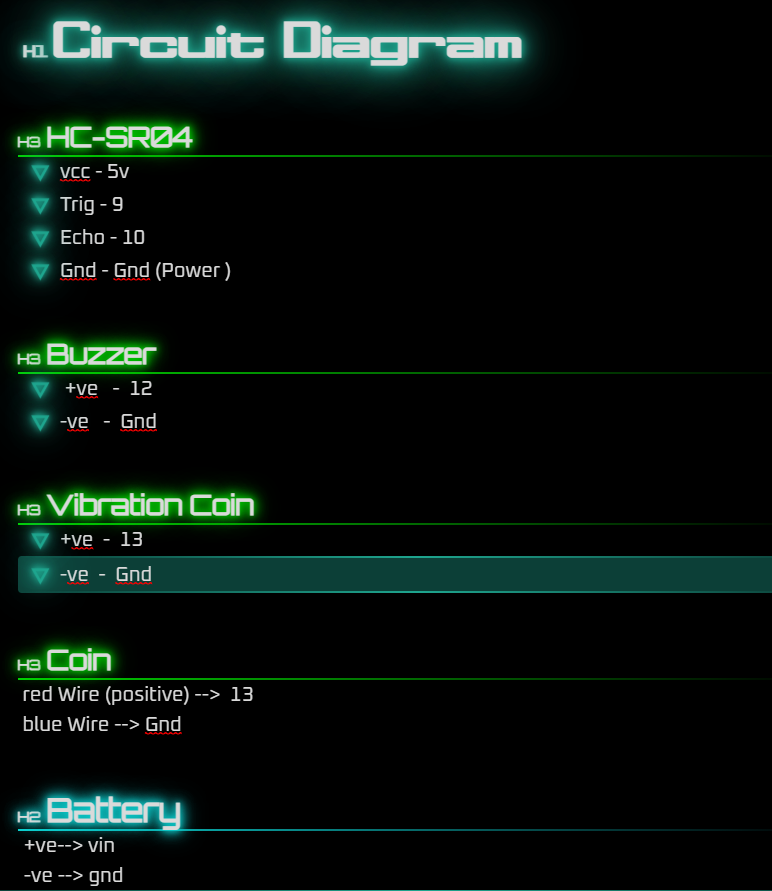 H1 Circuit Diagram
H3 HC-SR04
vcc - 5v
Trig - 9
Echo - 10
Gnd - Gnd (Power )
H3 Buzzer
+ve - 12
-ve - Gnd
H3 Vibration Coin
+ve - 13
-ve - Gnd
H3 Coin
red Wire (positive) --> 13
blue Wire --> Gnd
H2 Battery
+ve--> vin
-ve --> gnd